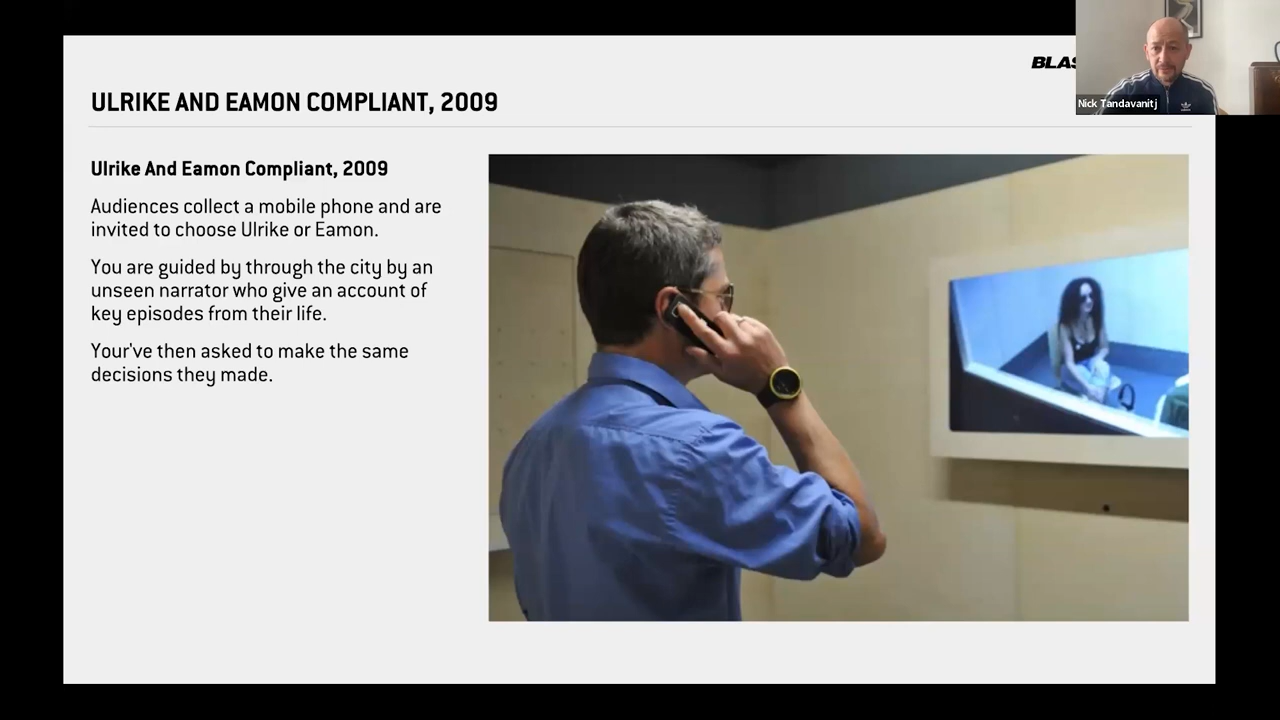 BLAS
Nick Tandavanitj
ULRIKE AND EAMON COMPLIANT, 2009
Ulrike And Eamon Compliant, 2009
Audiences collect a mobile phone and are
invited to choose Ulrike or Eamon.
You are guided by through the city by an
unseen narrator who give an account of
key episodes from their life.
Your've then asked to make the same
decisions they made.